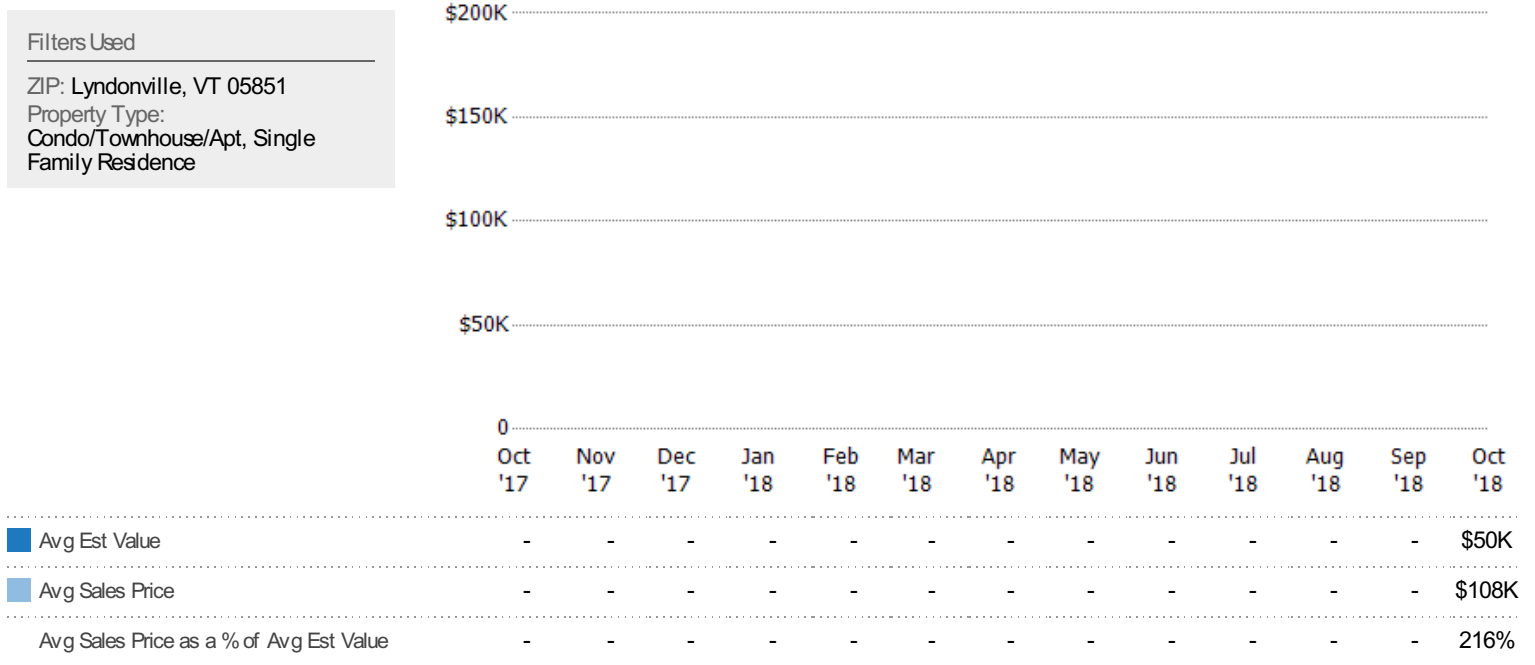 Filters Used
ZIP: Lyndonville, VT 05851
Property Type:
Condo/Townhouse/Apt, Single
Family Residence
$200K
$150K
$100K
$50K
0
Oct Nov Dec Jan Feb Mar Apr May Jun Jul Aug Sep Oct
'17 '17 '17 '18 '18 '18 '18 '18 '18 '18 '18 '18 '18
Avg Est Value - - - - - - - - - - - - $50K
Avg Sales Price - - - - - - - - - - - - $108K
Avg Sales Price as a % of Avg Est Value - - - - - - - - - - - - 216%